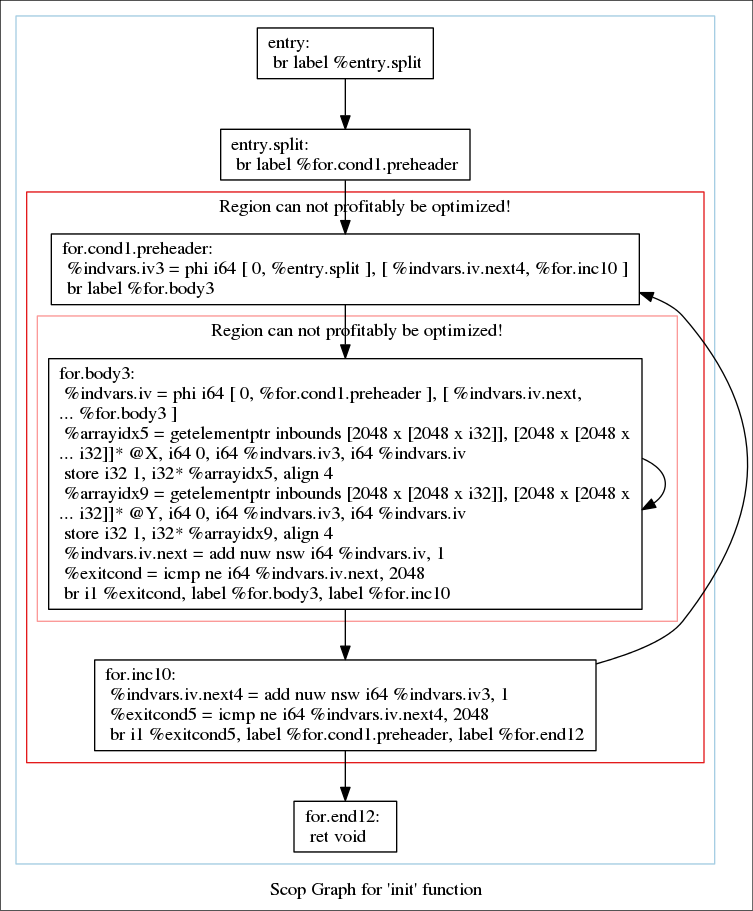 entry:
br label %entry.split
entry.split:
br label %for.cond1.preheader
Region can not profitably be optimized!
for.cond1.preheader:
%indvars.iv3 = phi i64 [ 0, %entry.split ], [ %indvars.iv.next4, %for.inc10 ]
br label %for.body3
Region can not profitably be optimized!
for.body3:
%indvars.iv = phi i64 [ 0, %for.cond1.preheader ], [ %indvars.iv.next,
... %for.body3 ]
%arrayidx5 = getelementptr inbounds [2048 x [2048 x i32]], [2048 x [2048 x
... i32]]* @X, i64 0, i64 %indvars.iv3, i64 %indvars.iv
store i32 1, i32* %arrayidx5, align 4
%arrayidx9 = getelementptr inbounds [2048 x [2048 x i32]], [2048 x [2048 x
... i32]]* @Y, i64 0, i64 %indvars.iv3, i64 %indvars.iv
store i32 1, i32* %arrayidx9, align 4
%indvars.iv.next = add nuw nsw i64 %indvars.iv, 1
%exitcond = icmp ne i64 %indvars.iv.next, 2048
br i1 %exitcond, label %for.body3, label %for.inc10
for.inc10:
%indvars.iv.next4 = add nuw nsw i64 %indvars.iv3, 1
%exitcond5 = icmp ne i64 %indvars.iv.next4, 2048
br i1 %exitcond5, label %for.cond1.preheader, label %for.end12
for.end12:
ret void
Scop Graph for 'init' function